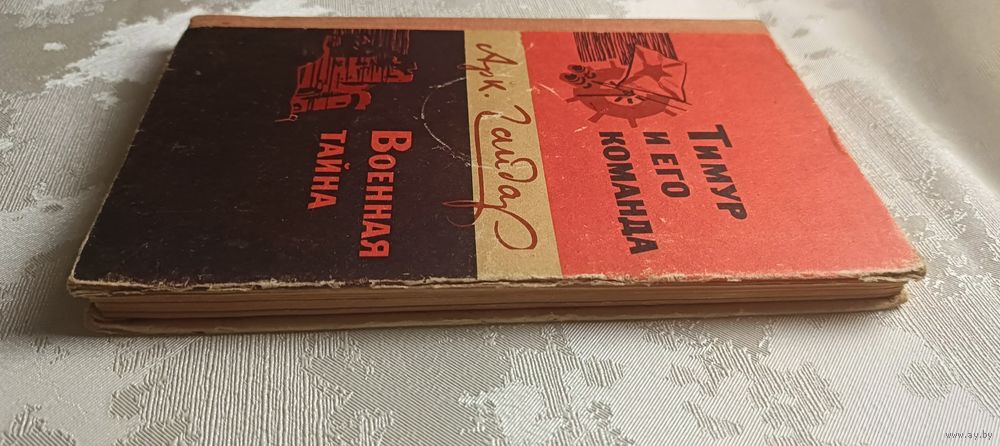 Тимур
и его
команда
Арк. Гайдар
Военная
тайна
www.ay.by